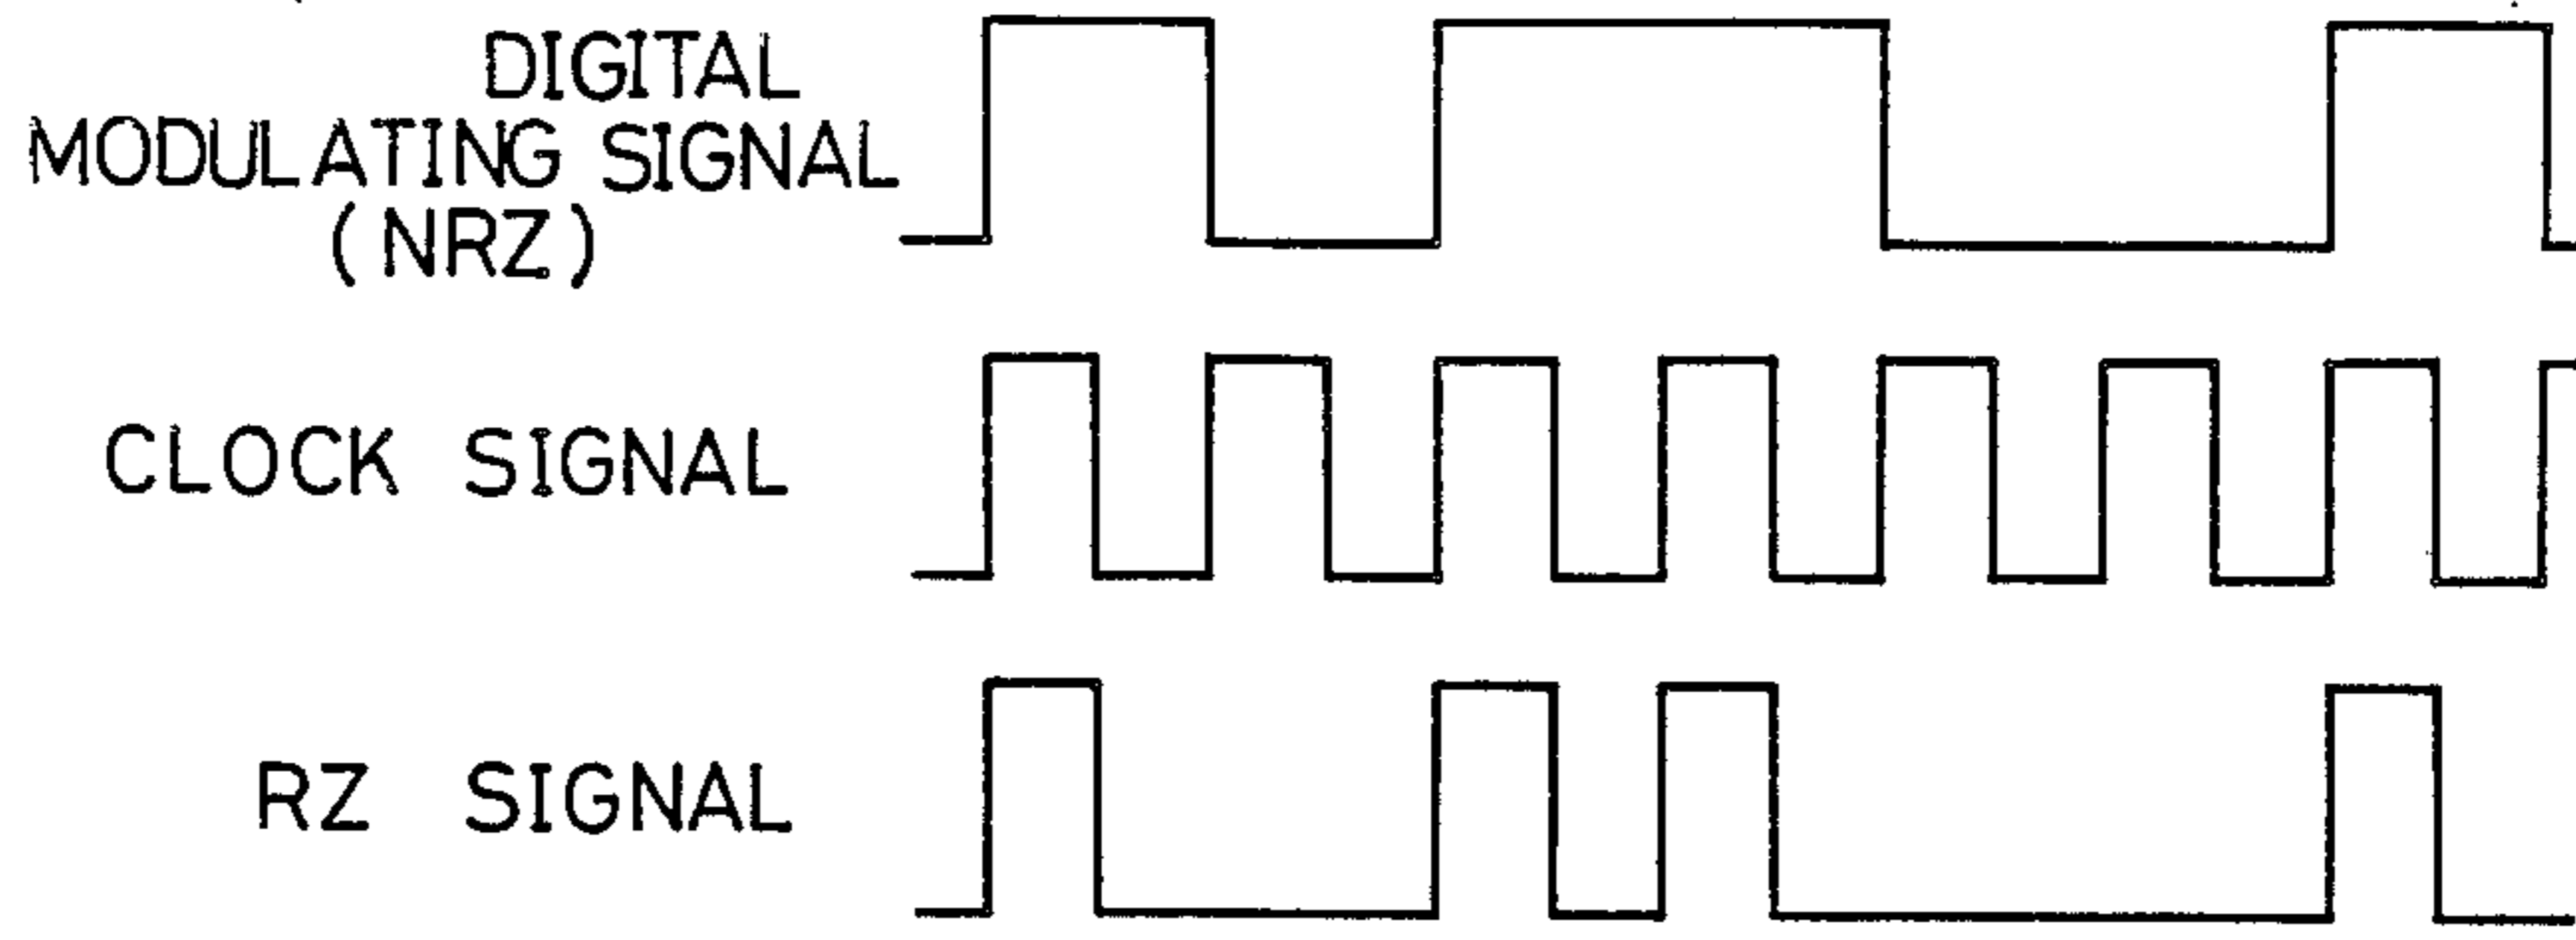 DIGITAL
MODULATING SIGNAL
(NRZ)
CLOCK SIGNAL
RZ SIGNAL